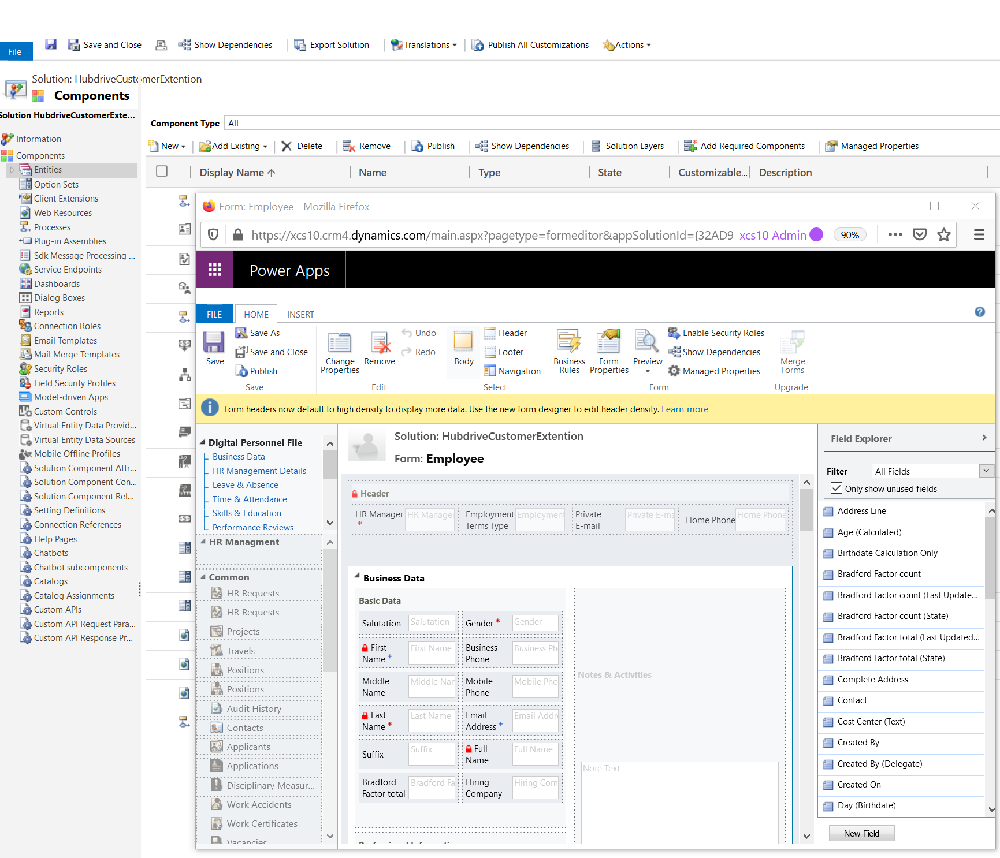 File
Save and Close
Show Dependencies
Export Solution
Translations
Publish All Customizations
Actions
Solution: HubdriveCustomerExtention
Components
Solution HubdriveCustomerExte...
Information
Components
Entities
Option Sets
Client Extensions
Web Resources
Processes
Plug-in Assemblies
Sdk Message Processing ...
Service Endpoints
Dashboards
Dialog Boxes
Reports
Connection Roles
Email Templates
Mail Merge Templates
Security Roles
Field Security Profiles
Model-driven Apps
Custom Controls
Virtual Entity Data Provid...
Virtual Entity Data Sources
Mobile Offline Profiles
Solution Component Attr...
Solution Component Con...
Solution Component Rel...
Setting Definitions
Connection References
Help Pages
Chatbots
Chatbot subcomponents
Catalogs
Catalog Assignments
Custom APIs
Custom API Request Para...
Custom API Response Pr...
Component Type All
New
Add Existing
Delete
Remove
Publish
Show Dependencies
Solution Layers
Add Required Components
Managed Properties
Display Name
Name
Type
State
Customizable...
Description
Form: Employee - Mozilla Firefox
https://xcs10.crm4.dynamics.com/main.aspx?pagetype=formeditor&appSolutionId={32AD9
xcs10 Admin
90%
Power Apps
FILE
HOME
INSERT
Save
Save As
Save and Close
Publish
Save
Change
Properties
Remove
Undo
Redo
Edit
Body
Header
Footer
Navigation
Select
Business
Rules
Form
Properties
Preview
Enable Security Roles
Show Dependencies
Managed Properties
Form
Merge
Forms
Upgrade
Form headers now default to high density to display more data. Use the new form designer to edit header density. Learn more
Digital Personnel File
Business Data
HR Management Details
Leave & Absence
Time & Attendance
Skills & Education
Performance Reviews
HR Managment
Common
HR Requests
HR Requests
Projects
Travels
Positions
Positions
Audit History
Contacts
Applicants
Applications
Disciplinary Measur...
Work Accidents
Work Certificates
Vacancies
Solution: HubdriveCustomerExtention
Form: Employee
Header
HR Manager *
HR Manager
Employment
Terms Type
Employment
Private
E-mail
Private E-ma
Home Phone
Home Phone
Business Data
Basic Data
Salutation
Salutation
Gender *
Gender
First
Name +
First Name
Business
Phone
Business Ph
Middle
Name
Middle Nar
Mobile
Phone
Mobile Pho
Last
Name *
Last Name
Email
Address +
Email Addr
Suffix
Suffix
Full
Name
Full Name
Bradford
Factor total
Bradford Fa
Hiring
Company
Hiring Com
Notes & Activities
Note Text
Field Explorer
Filter
All Fields
Only show unused fields
Address Line
Age (Calculated)
Birthdate Calculation Only
Bradford Factor count
Bradford Factor count (Last Update...
Bradford Factor count (State)
Bradford Factor total (Last Updated...
Bradford Factor total (State)
Complete Address
Contact
Cost Center (Text)
Created By
Created By (Delegate)
Created On
Day (Birthdate)
New Field